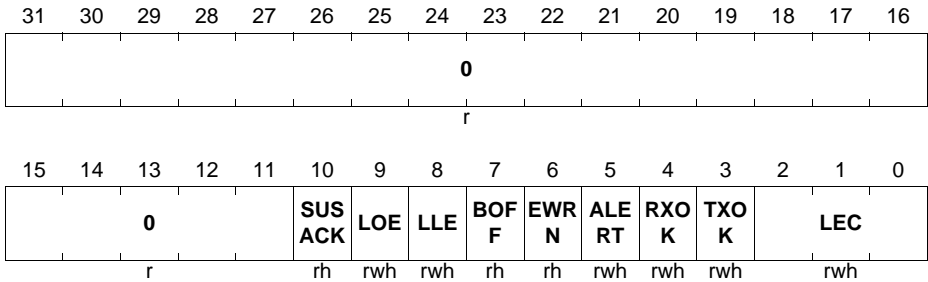 31 30 29 28 27 26 25 24 23 22 21 20 19 18 17 16
0
r
15 14 13 12 11 10 9 8 7 6 5 4 3 2 1 0
0 SUS ACK LOE LLE BOF F EWR N ALE RT RXO K TXO K LEC
r rh rwh rwh rh rh rwh rwh rwh rwh